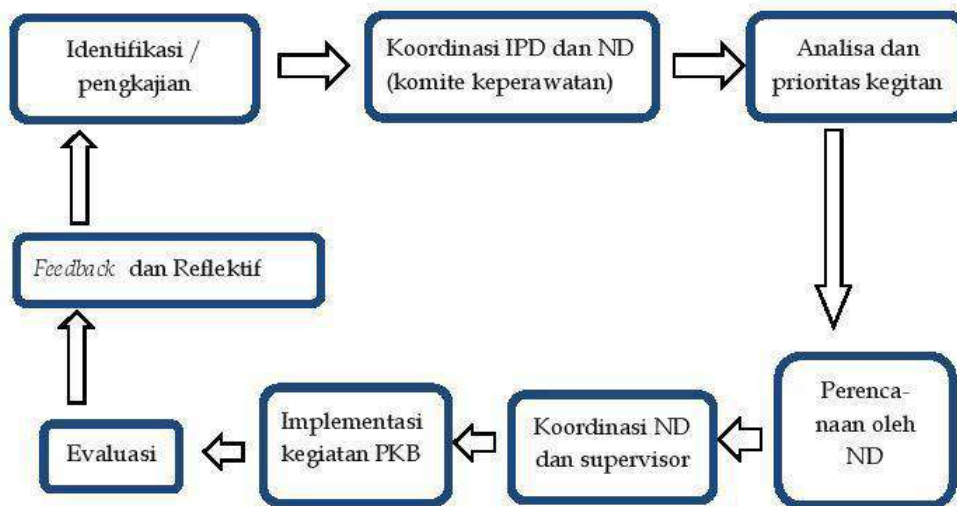 Identifikasi /
pengkajian
Koordinasi IPD dan ND
(komite keperawatan)
Analisa dan
prioritas kegitan
Perenca-
naan oleh
ND
Koordinasi ND
dan supervisor
Implementasi
kegiatan PKB
Evaluasi
Feedback dan Reflektif